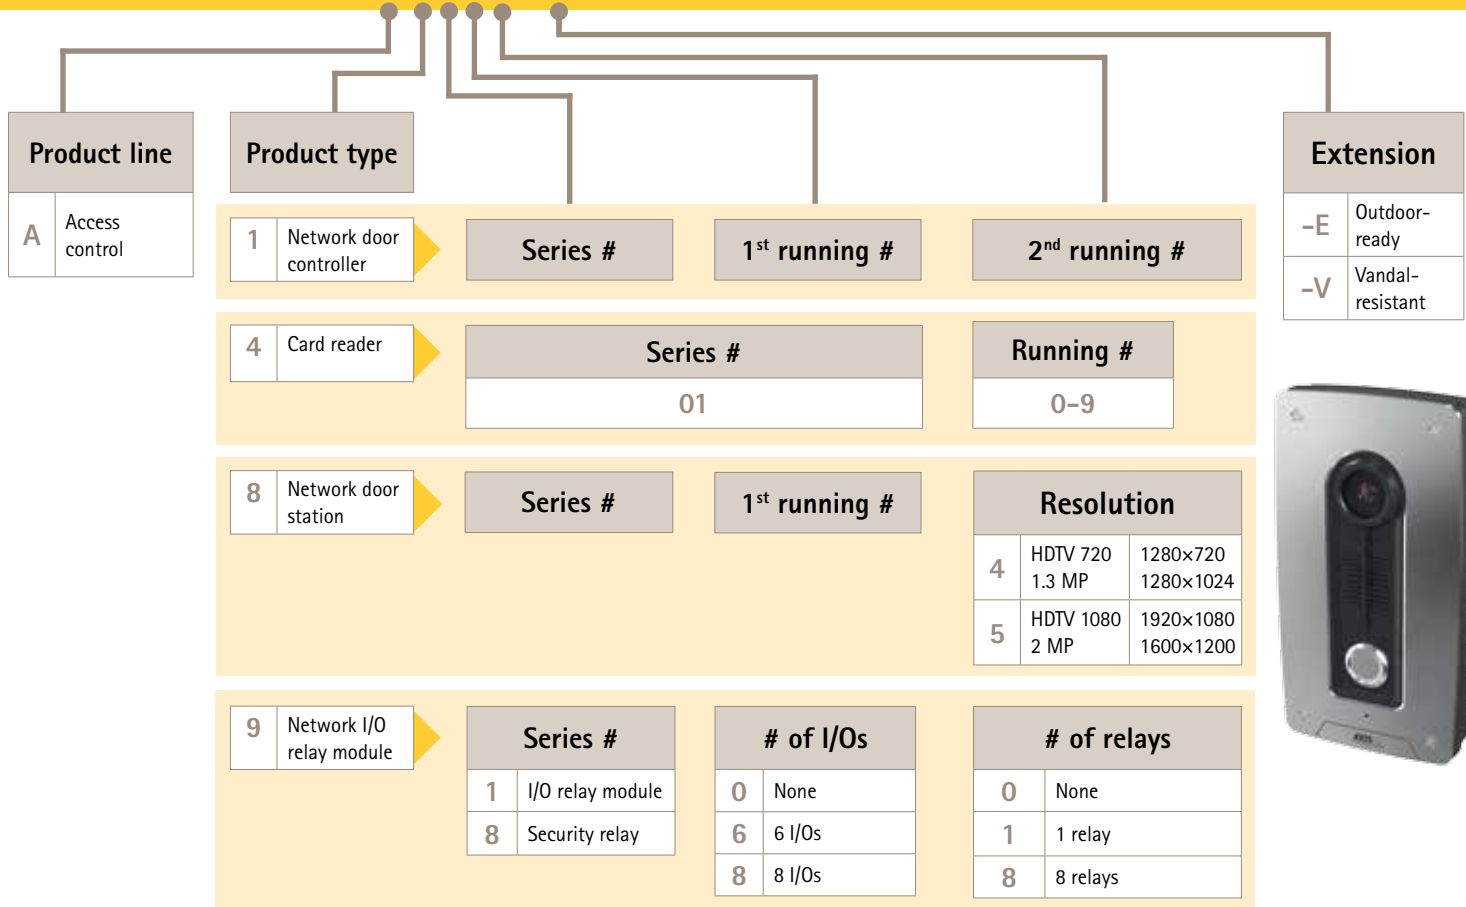 Product line
A
Access
control
Product type
Extension
-E
Outdoor-
ready
-V
Vandal-
resistant
1
Network door
controller
Series #
1st running #
2nd running #
4
Card reader
Series #
01
Running #
0-9
8
Network door
station
Series #
1st running #
Resolution
4
HDTV 720
1.3 MP
1280×720
1280×1024
5
HDTV 1080
2 MP
1920×1080
1600×1200
9
Network I/O
relay module
Series #
1
I/O relay module
8
Security relay
# of I/Os
0
None
6
6 I/Os
8
8 I/Os
# of relays
0
None
1
1 relay
8
8 relays
AXIS